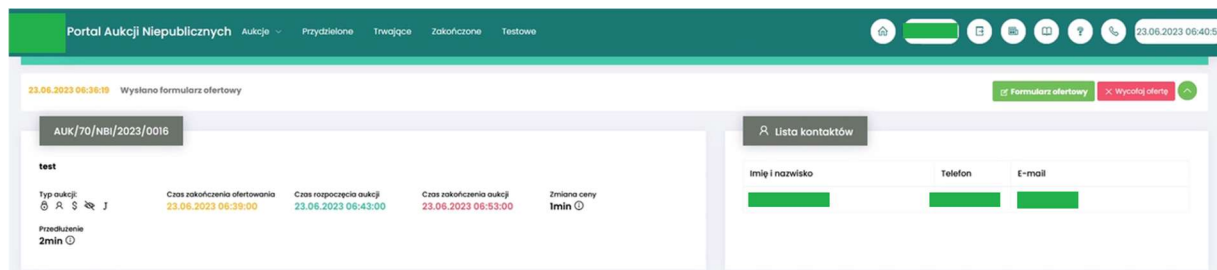 Portal Aukcji Niepublicznych Aukcje Przydzielone Trwające Zakończone Testowe 23.06.2023 06:40:5
23.06.2023 06:36:19 Wysłano formularz ofertowy Formularz ofertowy Wycofaj ofertę
AUK/70/NBI/2023/0016
Lista kontaktów
test
Typ aukcji:
Czas zakończenia ofertowania
23.06.2023 06:39:00
Czas rozpoczęcia aukcji
23.06.2023 06:43:00
Czas zakończenia aukcji
23.06.2023 06:53:00
Zmiana ceny
1min
Przedłużenie
2min
Imię i nazwisko Telefon E-mail